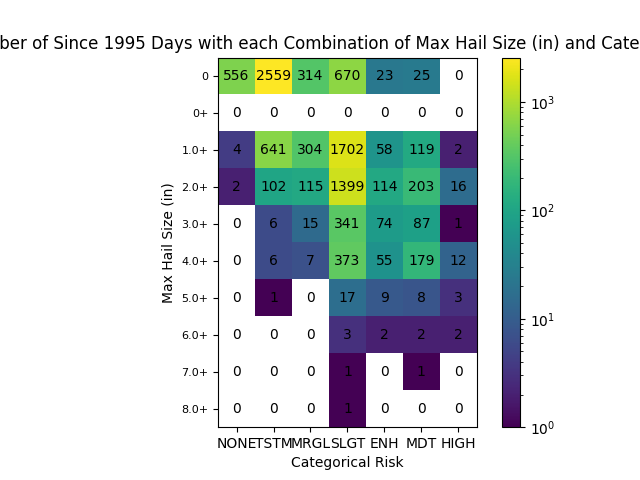 ber of Since 1995 Days with each Combination of Max Hail Size (in) and Cate
0 556 2559 314 670 23 25 0
0+ 0 0 0 0 0 0 0
1.0+ 4 641 304 1702 58 119 2
2.0+ 2 102 115 1399 114 203 16
3.0+ 0 6 15 341 74 87 1
4.0+ 0 6 7 373 55 179 12
5.0+ 0 1 0 17 9 8 3
6.0+ 0 0 0 3 2 2 2
7.0+ 0 0 0 1 0 1 0
8.0+ 0 0 0 1 0 0 0
NONE TSTM MRGL SLGT ENH MDT HIGH
Categorical Risk
Max Hail Size (in)
10³
10²
10¹
10⁰